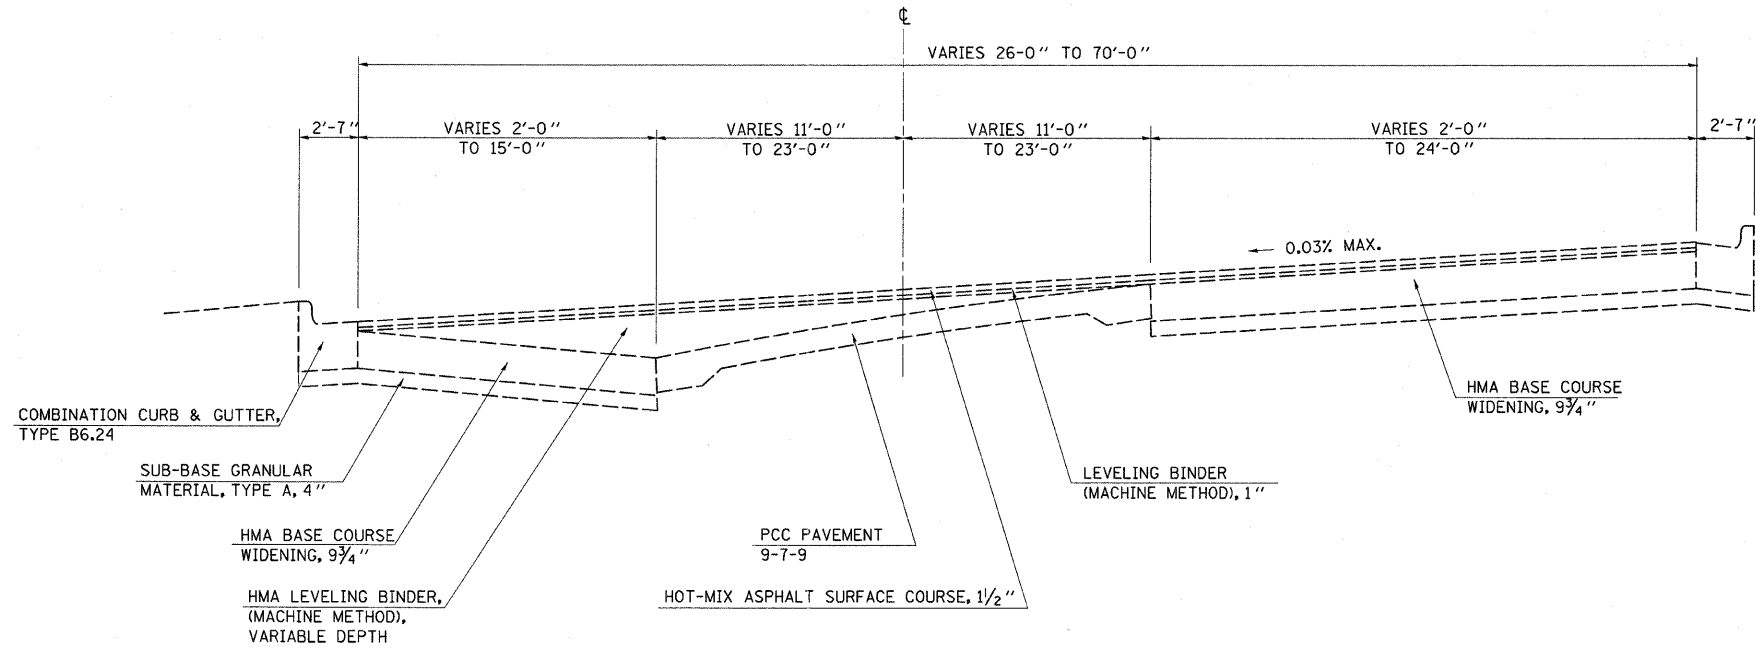 ℄
VARIES 26-0" TO 70'-0"
2'-7"
VARIES 2'-0"
TO 15'-0"
VARIES 11'-0"
TO 23'-0"
VARIES 11'-0"
TO 23'-0"
VARIES 2'-0"
TO 24'-0"
2'-7"
0.03% MAX.
COMBINATION CURB & GUTTER,
TYPE B6.24
SUB-BASE GRANULAR
MATERIAL, TYPE A, 4"
HMA BASE COURSE
WIDENING, 9¾"
HMA LEVELING BINDER,
(MACHINE METHOD),
VARIABLE DEPTH
PCC PAVEMENT
9-7-9
HOT-MIX ASPHALT SURFACE COURSE, 1½"
LEVELING BINDER
(MACHINE METHOD), 1"
HMA BASE COURSE
WIDENING, 9¾"